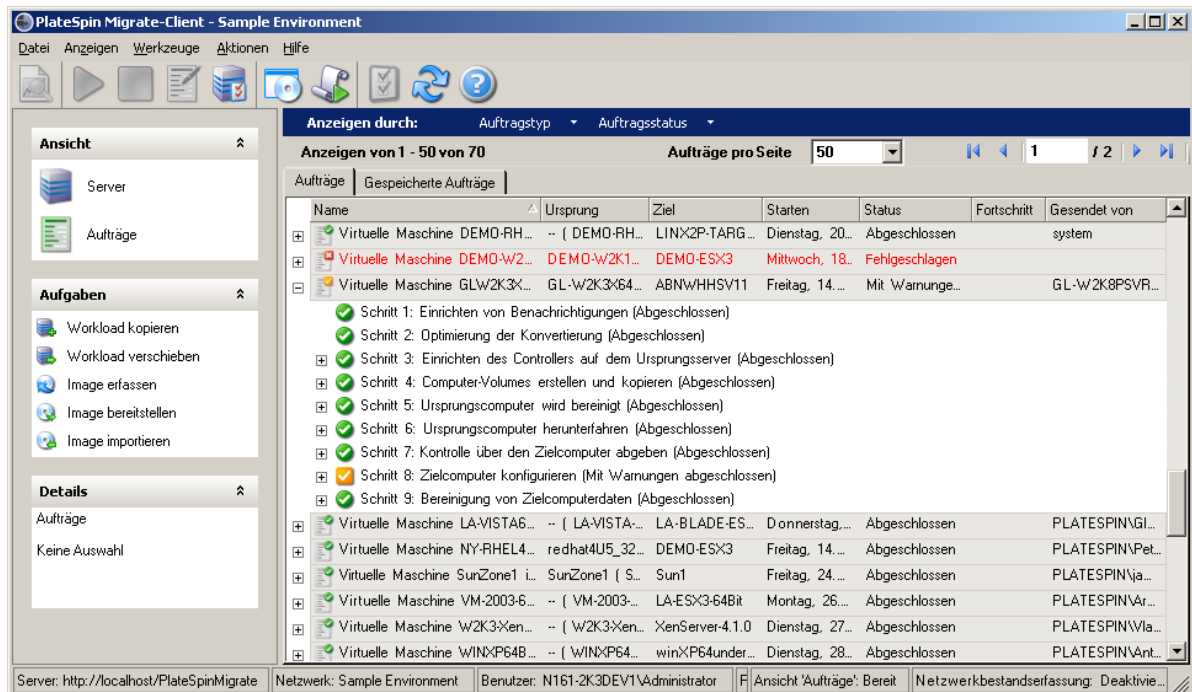 PlateSpin Migrate-Client - Sample Environment
Datei Anzeigen Werkzeuge Aktionen Hilfe
Ansicht
Server
Aufträge
Aufgaben
Workload kopieren
Workload verschieben
Image erfassen
Image bereitstellen
Image importieren
Details
Aufträge
Keine Auswahl
Anzeigen durch: Auftragstyp Auftragsstatus
Anzeigen von 1 - 50 von 70 Aufträge pro Seite 50 1 / 2
Aufträge Gespeicherte Aufträge
Name Ursprung Ziel Starten Status Fortschritt Gesendet von
Virtuelle Maschine DEMO-RH... -- ( DEMO-RH... LINX2P-TARG... Dienstag, 20... Abgeschlossen system
Virtuelle Maschine DEMO-W2... DEMO-W2K1... DEMO-ESX3 Mittwoch, 18... Fehlgeschlagen
Virtuelle Maschine GLW2K3X... GL-W2K3X64... ABNWHHSV11 Freitag, 14.... Mit Warnunge... GL-W2K8PSVR...
Schritt 1: Einrichten von Benachrichtigungen (Abgeschlossen)
Schritt 2: Optimierung der Konvertierung (Abgeschlossen)
Schritt 3: Einrichten des Controllers auf dem Ursprungsserver (Abgeschlossen)
Schritt 4: Computer-Volumes erstellen und kopieren (Abgeschlossen)
Schritt 5: Ursprungscomputer wird bereinigt (Abgeschlossen)
Schritt 6: Ursprungscomputer herunterfahren (Abgeschlossen)
Schritt 7: Kontrolle über den Zielcomputer abgeben (Abgeschlossen)
Schritt 8: Zielcomputer konfigurieren (Mit Warnungen abgeschlossen)
Schritt 9: Bereinigung von Zielcomputerdaten (Abgeschlossen)
Virtuelle Maschine LA-VISTA6... -- ( LA-VISTA-... LA-BLADE-ES... Donnerstag,... Abgeschlossen PLATESPIN\Gl...
Virtuelle Maschine NY-RHEL4... redhat4U5_32... DEMO-ESX3 Freitag, 14.... Abgeschlossen PLATESPIN\Pet...
Virtuelle Maschine SunZone1 i... SunZone1 ( S... Sun1 Freitag, 24.... Abgeschlossen PLATESPIN\ja...
Virtuelle Maschine VM-2003-6... -- ( VM-2003-... LA-ESX3-64Bit Montag, 26.... Abgeschlossen PLATESPIN\Ar...
Virtuelle Maschine W2K3-Xen... -- ( W2K3-Xen... XenServer-4.1.0 Dienstag, 27... Abgeschlossen PLATESPIN\Vla...
Virtuelle Maschine WINXP64B... -- ( WINXP64... winXP64under... Dienstag, 28... Abgeschlossen PLATESPIN\Ant...
Server: http://localhost/PlateSpinMigrate Netzwerk: Sample Environment Benutzer: N161-2K3DEV1\Administrator F Ansicht 'Aufträge': Bereit Netzwerkbestandserfassung: Deaktivie...